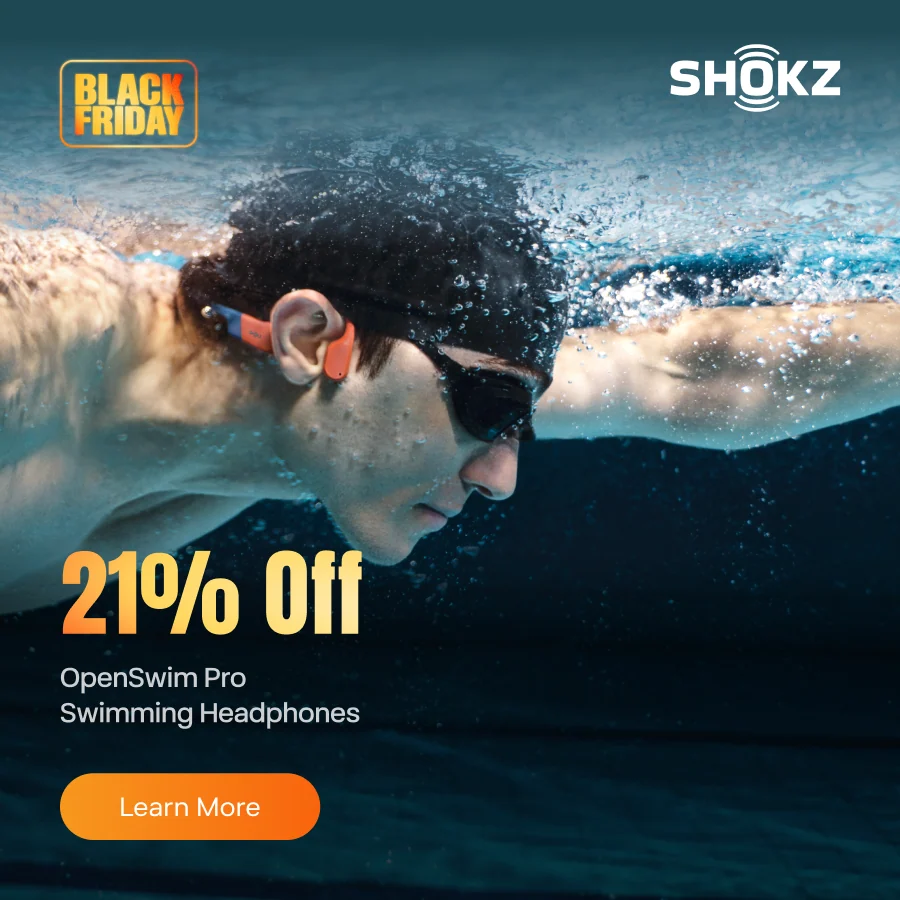 BLACK
FRIDAY
SHOKZ
21% Off
OpenSwim Pro
Swimming Headphones
Learn More